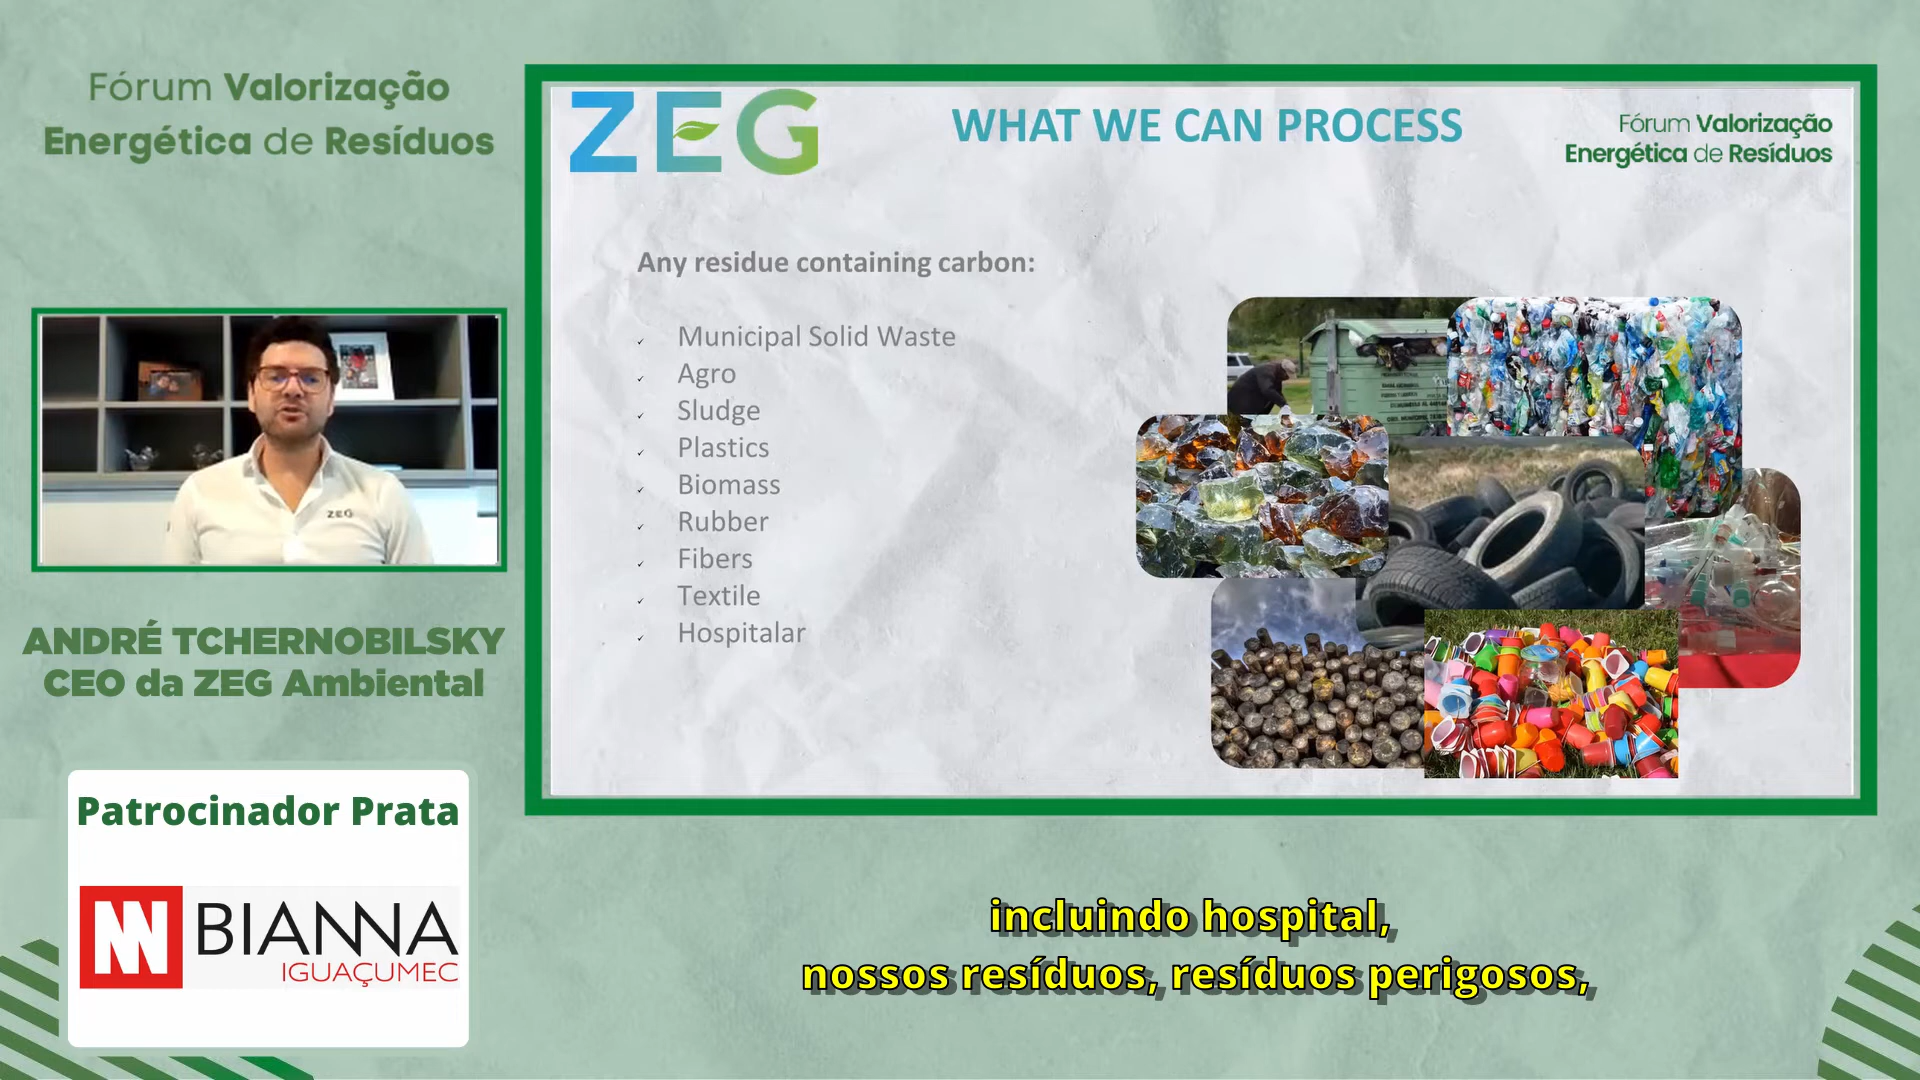 Fórum Valorização
Energética de Resíduos
ZEG
WHAT WE CAN PROCESS
Fórum Valorização
Energética de Resíduos
Any residue containing carbon:
Municipal Solid Waste
Agro
Sludge
Plastics
Biomass
Rubber
Fibers
Textile
Hospitalar
ZEG
ANDRÉ TCHERNOBILSKY
CEO da ZEG Ambiental
Patrocinador Prata
BIANNA
IGUAÇUMEC
incluindo hospital,
nossos resíduos, resíduos perigosos,